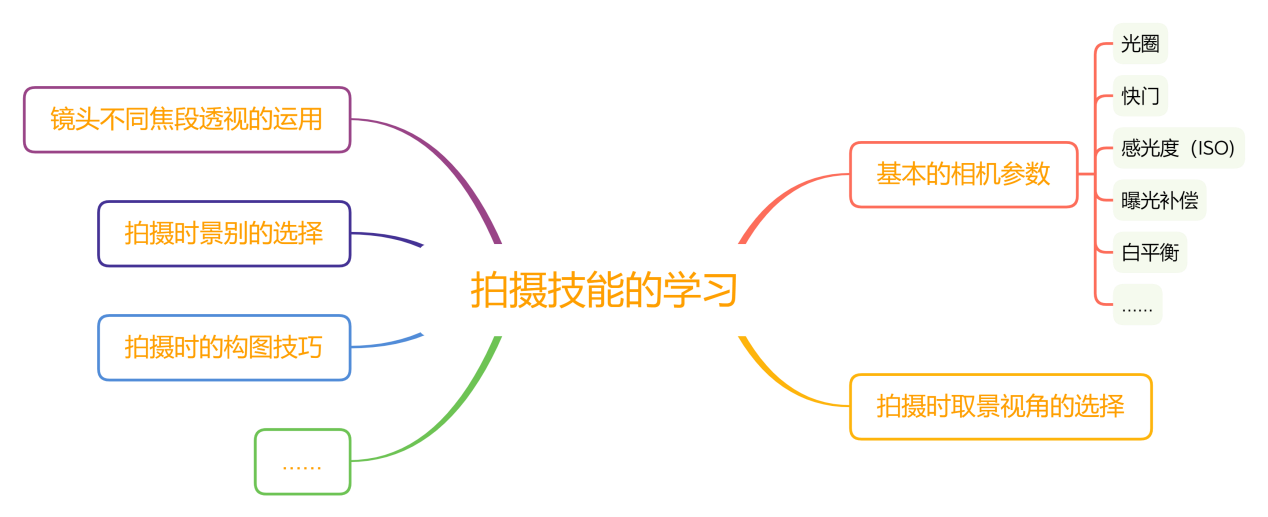 拍摄技能的学习
基本的相机参数
光圈
快门
感光度（ISO）
曝光补偿
白平衡
......
拍摄时取景视角的选择
镜头不同焦段透视的运用
拍摄时景别的选择
拍摄时的构图技巧
......